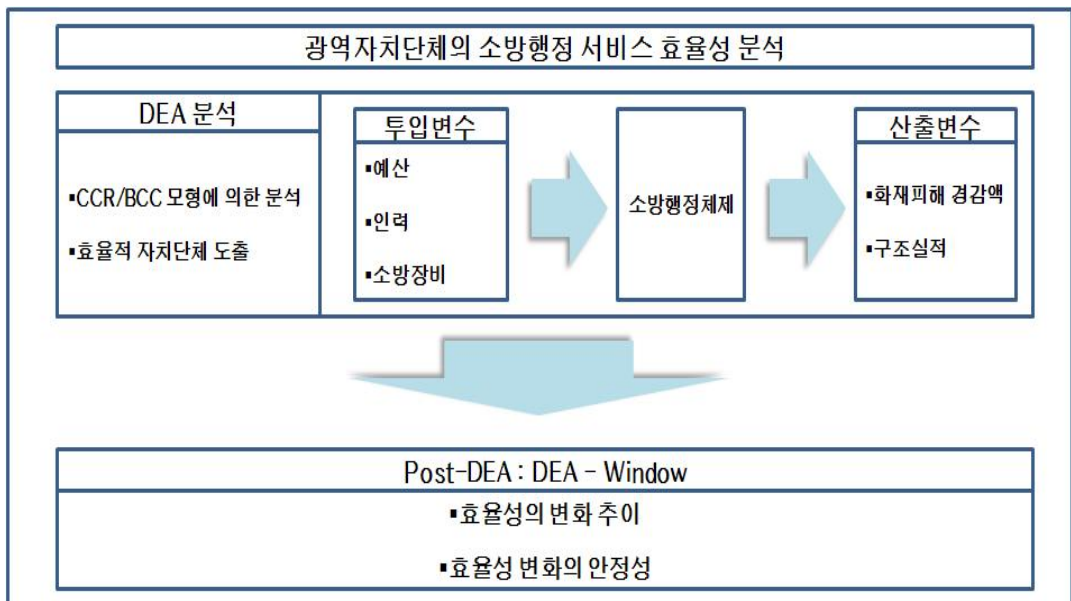 광역자치단체의 소방행정 서비스 효율성 분석
DEA 분석
▪CCR/BCC 모형에 의한 분석
▪효율적 자치단체 도출
투입변수
▪예산
▪인력
▪소방장비
소방행정체제
산출변수
▪화재피해 경감액
▪구조실적
Post-DEA : DEA - Window
▪효율성의 변화 추이
▪효율성 변화의 안정성